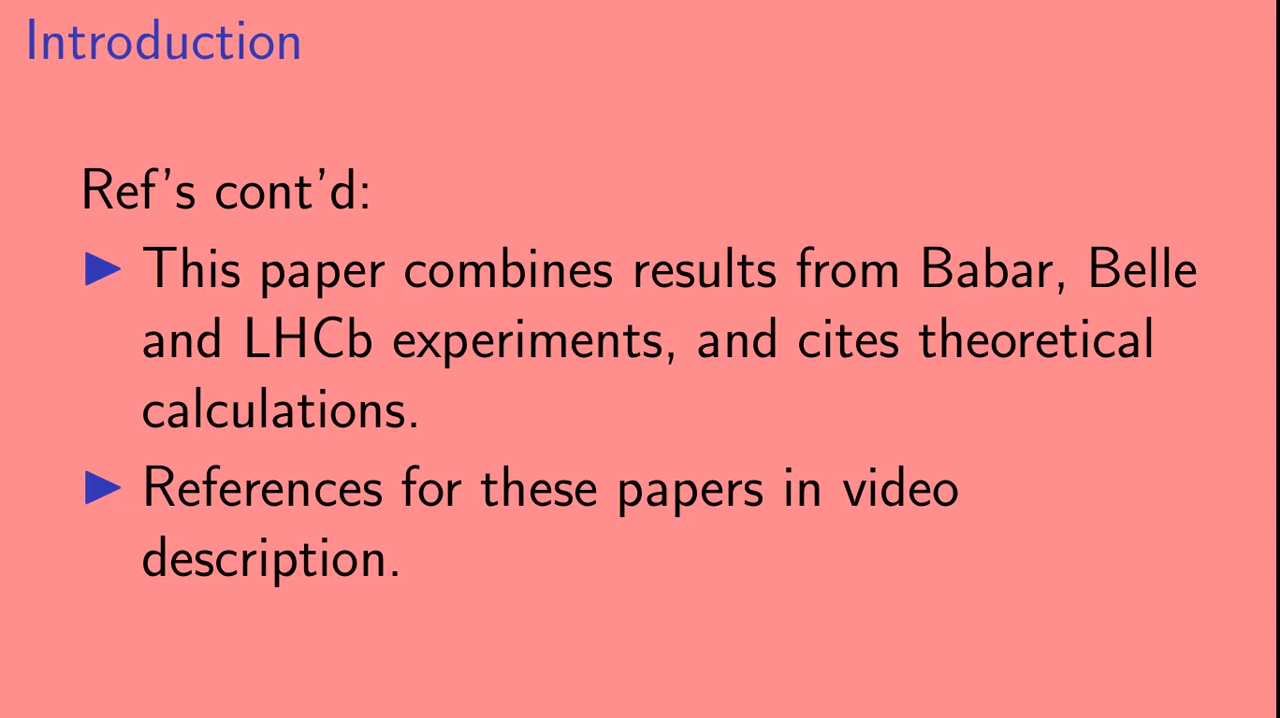 Introduction
Ref's cont'd:
This paper combines results from Babar, Belle
and LHCb experiments, and cites theoretical
calculations.
References for these papers in video
description.